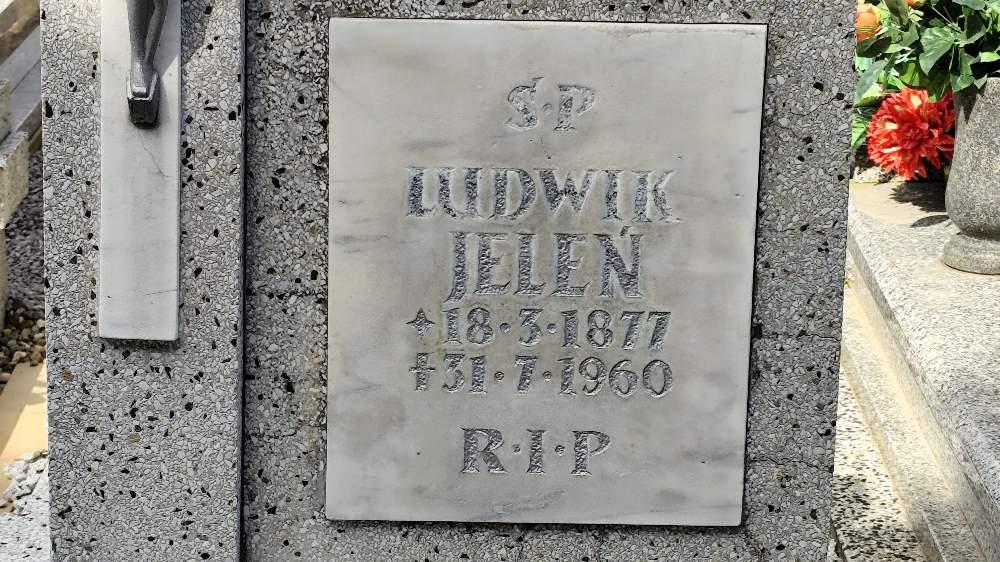 Ś·P
LUDWIK
JELEŃ
✦18·3·1877
✝31·7·1960
R·I·P